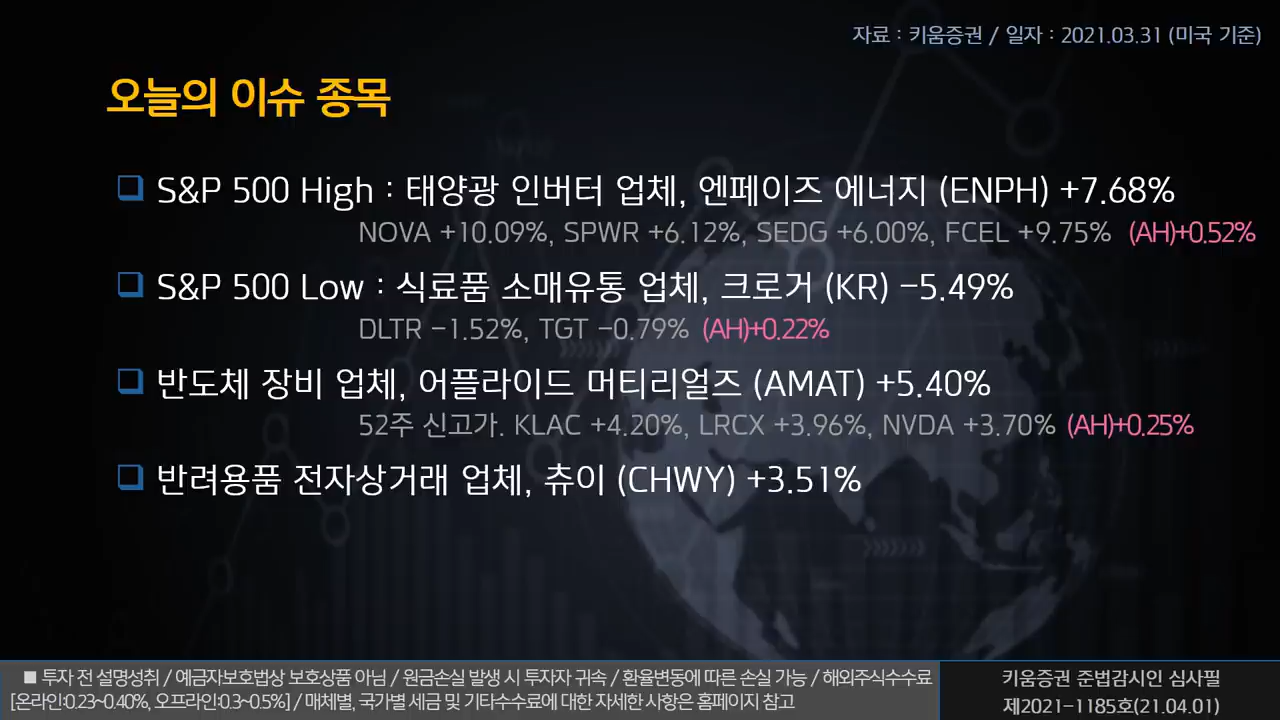 자료 : 키움증권 / 일자 : 2021.03.31 (미국 기준)
오늘의 이슈 종목
❑ S&P 500 High : 태양광 인버터 업체, 엔페이즈 에너지 (ENPH) +7.68%
NOVA +10.09%, SPWR +6.12%, SEDG +6.00%, FCEL +9.75% (AH)+0.52%
❑ S&P 500 Low : 식료품 소매유통 업체, 크로거 (KR) −5.49%
DLTR −1.52%, TGT −0.79% (AH)+0.22%
❑ 반도체 장비 업체, 어플라이드 머티리얼즈 (AMAT) +5.40%
52주 신고가. KLAC +4.20%, LRCX +3.96%, NVDA +3.70% (AH)+0.25%
❑ 반려용품 전자상거래 업체, 츄이 (CHWY) +3.51%
■ 투자 전 설명청취 / 예금자보호법상 보호상품 아님 / 원금손실 발생 시 투자자 귀속 / 환율변동에 따른 손실 가능 / 해외주식수수료
[온라인:0.23~0.40%, 오프라인:0.3~0.5%] / 매체별, 국가별 세금 및 기타수수료에 대한 자세한 사항은 홈페이지 참고
키움증권 준법감시인 심사필
제2021-1185호(21.04.01)